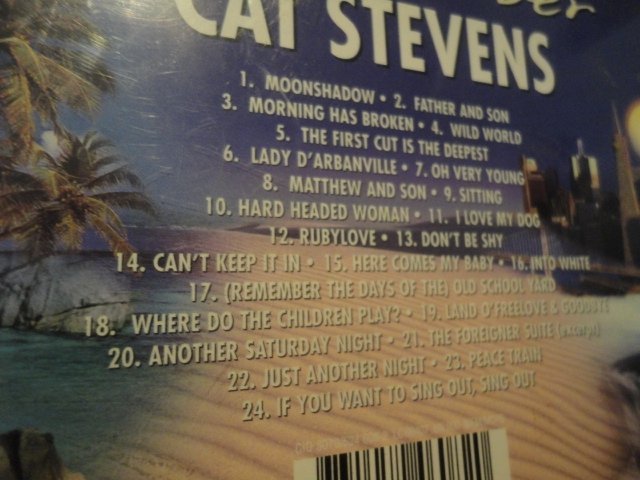 CAT STEVENS
1. MOONSHADOW • 2. FATHER AND SON
3. MORNING HAS BROKEN • 4. WILD WORLD
5. THE FIRST CUT IS THE DEEPEST
6. LADY D'ARBANVILLE • 7. OH VERY YOUNG
8. MATTHEW AND SON • 9. SITTING
10. HARD HEADED WOMAN • 11. I LOVE MY DOG
12. RUBYLOVE • 13. DON'T BE SHY
14. CAN'T KEEP IT IN • 15. HERE COMES MY BABY • 16. INTO WHITE
17. (REMEMBER THE DAYS OF THE) OLD SCHOOL YARD
18. WHERE DO THE CHILDREN PLAY? • 19. LAND O'FREELOVE & GOODBYE
20. ANOTHER SATURDAY NIGHT • 21. THE FOREIGNER SUITE (excerpt)
22. JUST ANOTHER NIGHT • 23. PEACE TRAIN
24. IF YOU WANT TO SING OUT, SING OUT